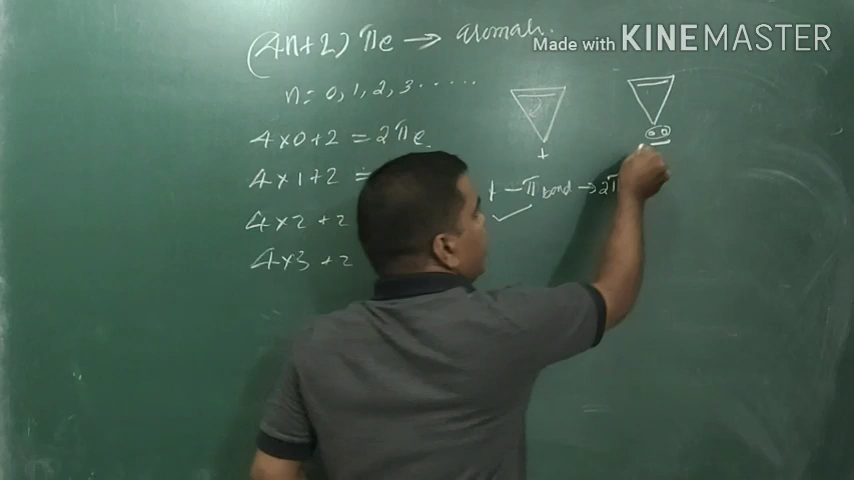 (4n+2) πe → aromatic
Made with KINEMASTER
n = 0, 1, 2, 3 ......
4×0+2 = 2πe
4×1+2 =
4×2+2
4×3+2
+
1 − π bond → 2π